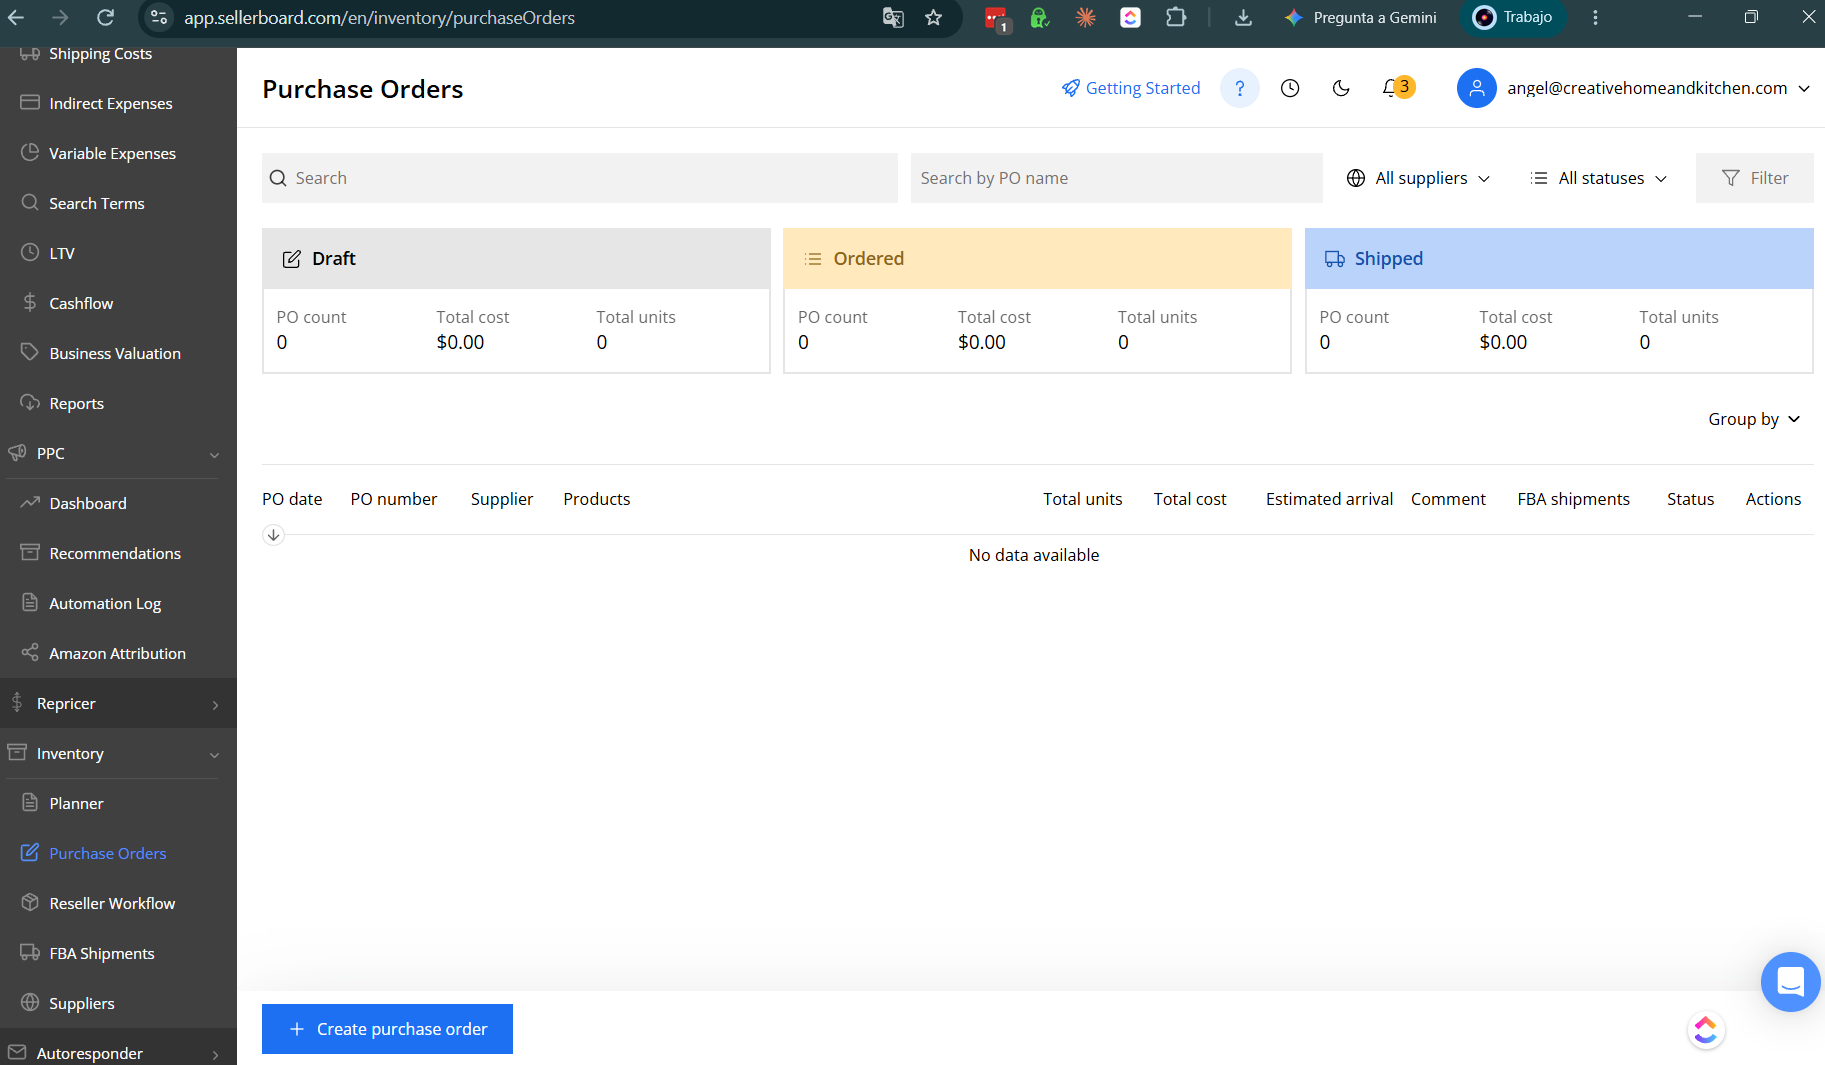 app.sellerboard.com/en/inventory/purchaseOrders
1
Pregunta a Gemini
Trabajo
Shipping Costs
Indirect Expenses
Variable Expenses
Search Terms
LTV
Cashflow
Business Valuation
Reports
PPC
Dashboard
Recommendations
Automation Log
Amazon Attribution
Repricer
Inventory
Planner
Purchase Orders
Reseller Workflow
FBA Shipments
Suppliers
Autoresponder
Purchase Orders
Getting Started
?
3
angel@creativehomeandkitchen.com
Search
Search by PO name
All suppliers
All statuses
Filter
Draft
PO count Total cost Total units
0 $0.00 0
Ordered
PO count Total cost Total units
0 $0.00 0
Shipped
PO count Total cost Total units
0 $0.00 0
Group by
PO date PO number Supplier Products Total units Total cost Estimated arrival Comment FBA shipments Status Actions
No data available
+ Create purchase order